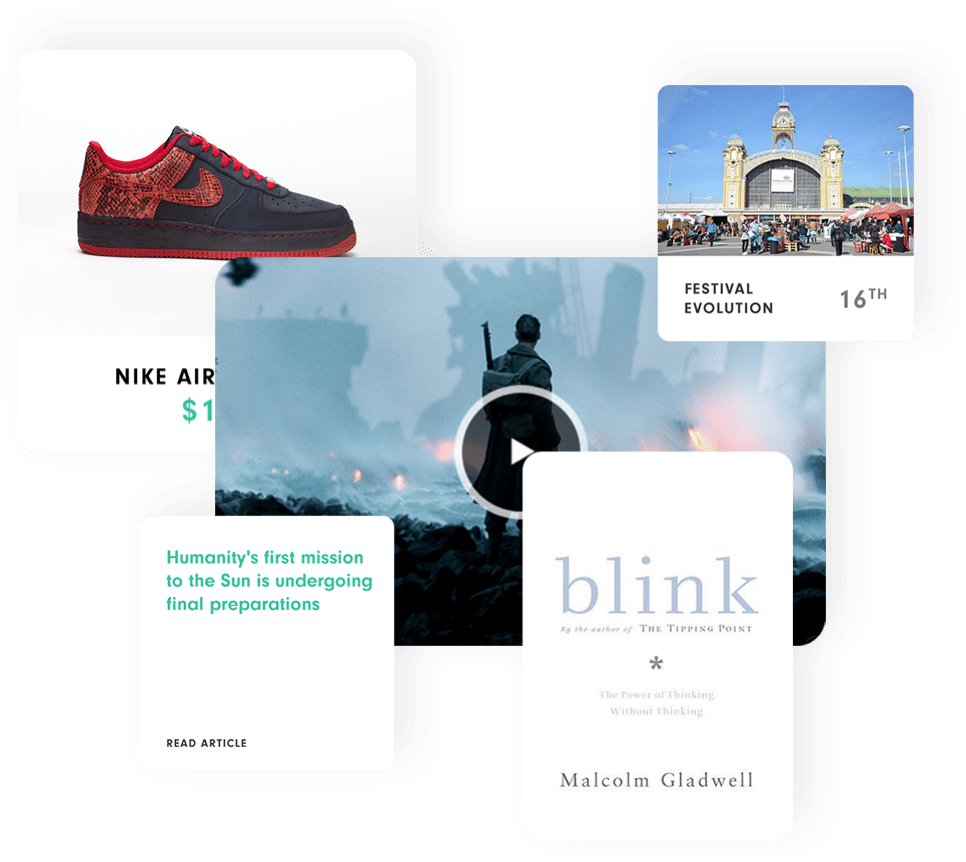 NIKE AIR
$1
FESTIVAL
EVOLUTION
16TH
Humanity's first mission
to the Sun is undergoing
final preparations
READ ARTICLE
blink
By the author of THE TIPPING POINT
*
The Power of Thinking
Without Thinking
Malcolm Gladwell